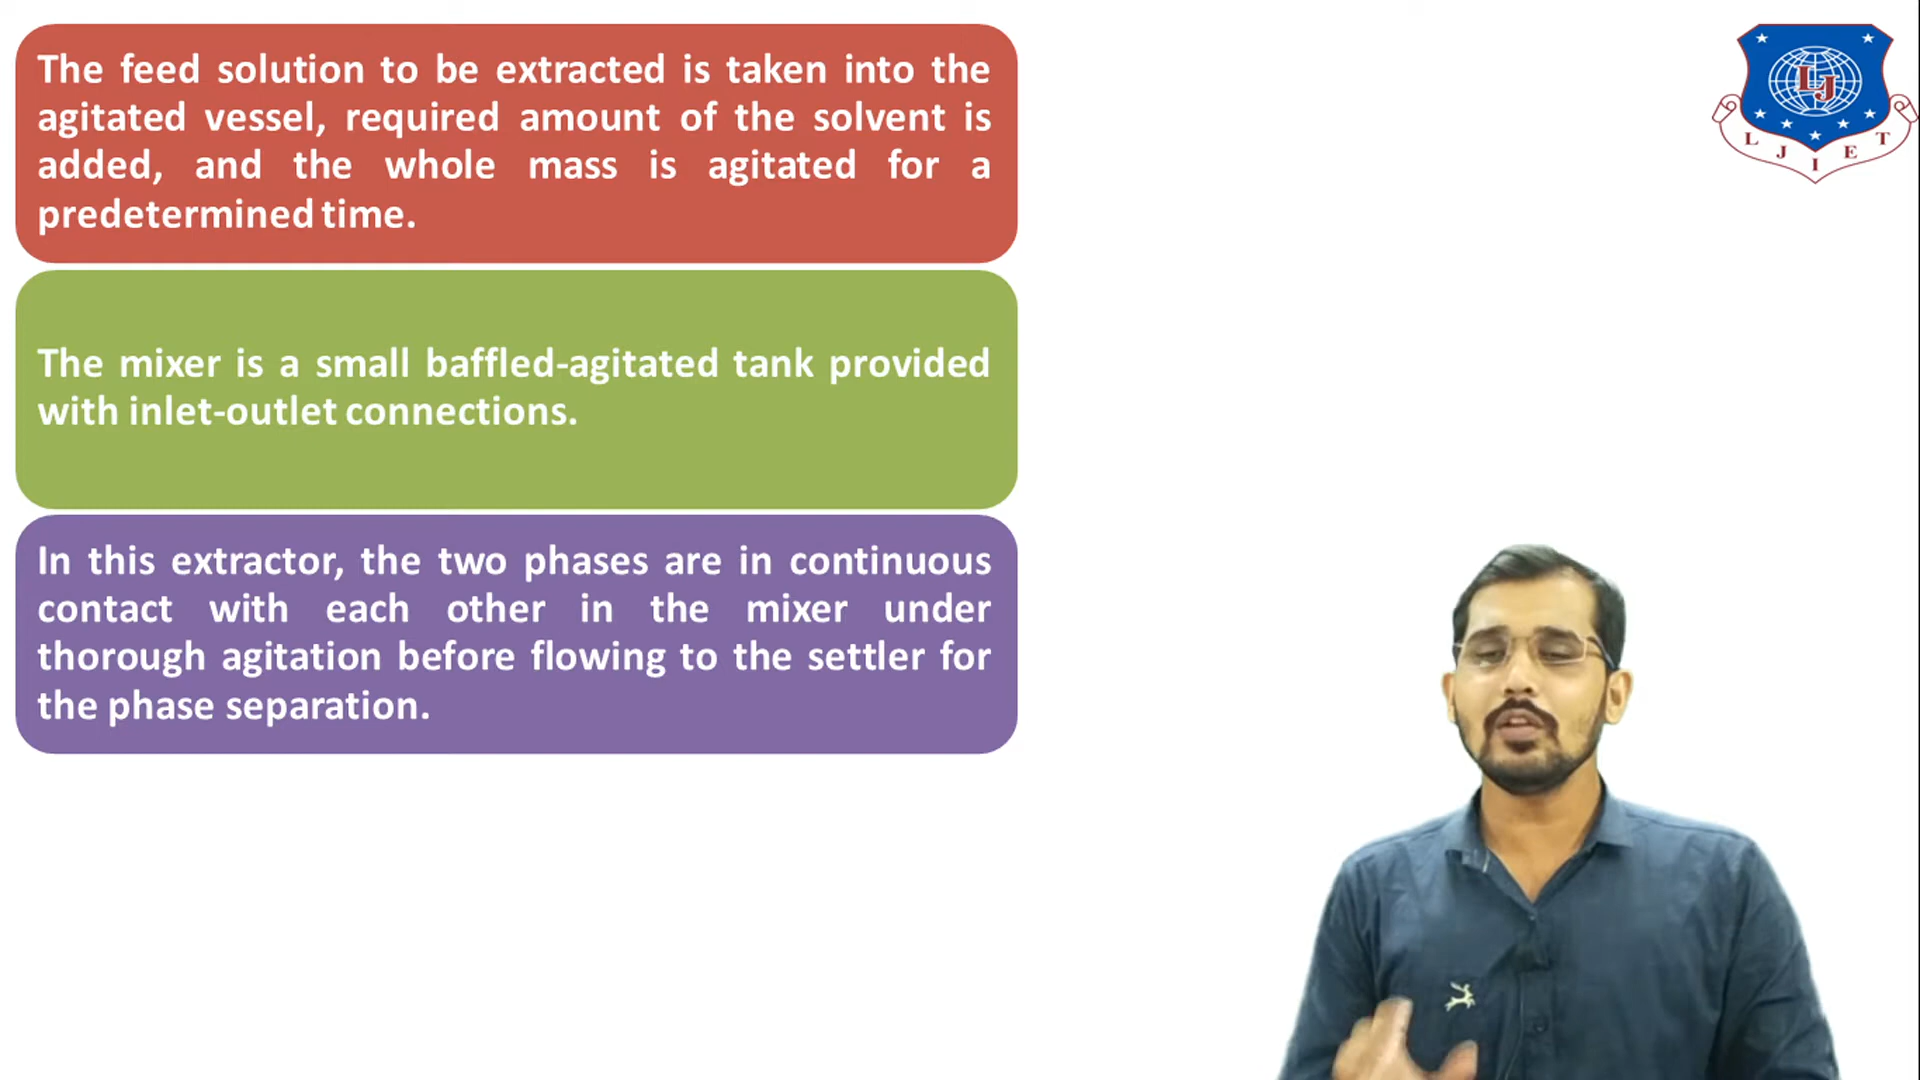 The feed solution to be extracted is taken into the
agitated vessel, required amount of the solvent is
added, and the whole mass is agitated for a
predetermined time.
The mixer is a small baffled-agitated tank provided
with inlet-outlet connections.
In this extractor, the two phases are in continuous
contact with each other in the mixer under
thorough agitation before flowing to the settler for
the phase separation.
LJ
L J I E T